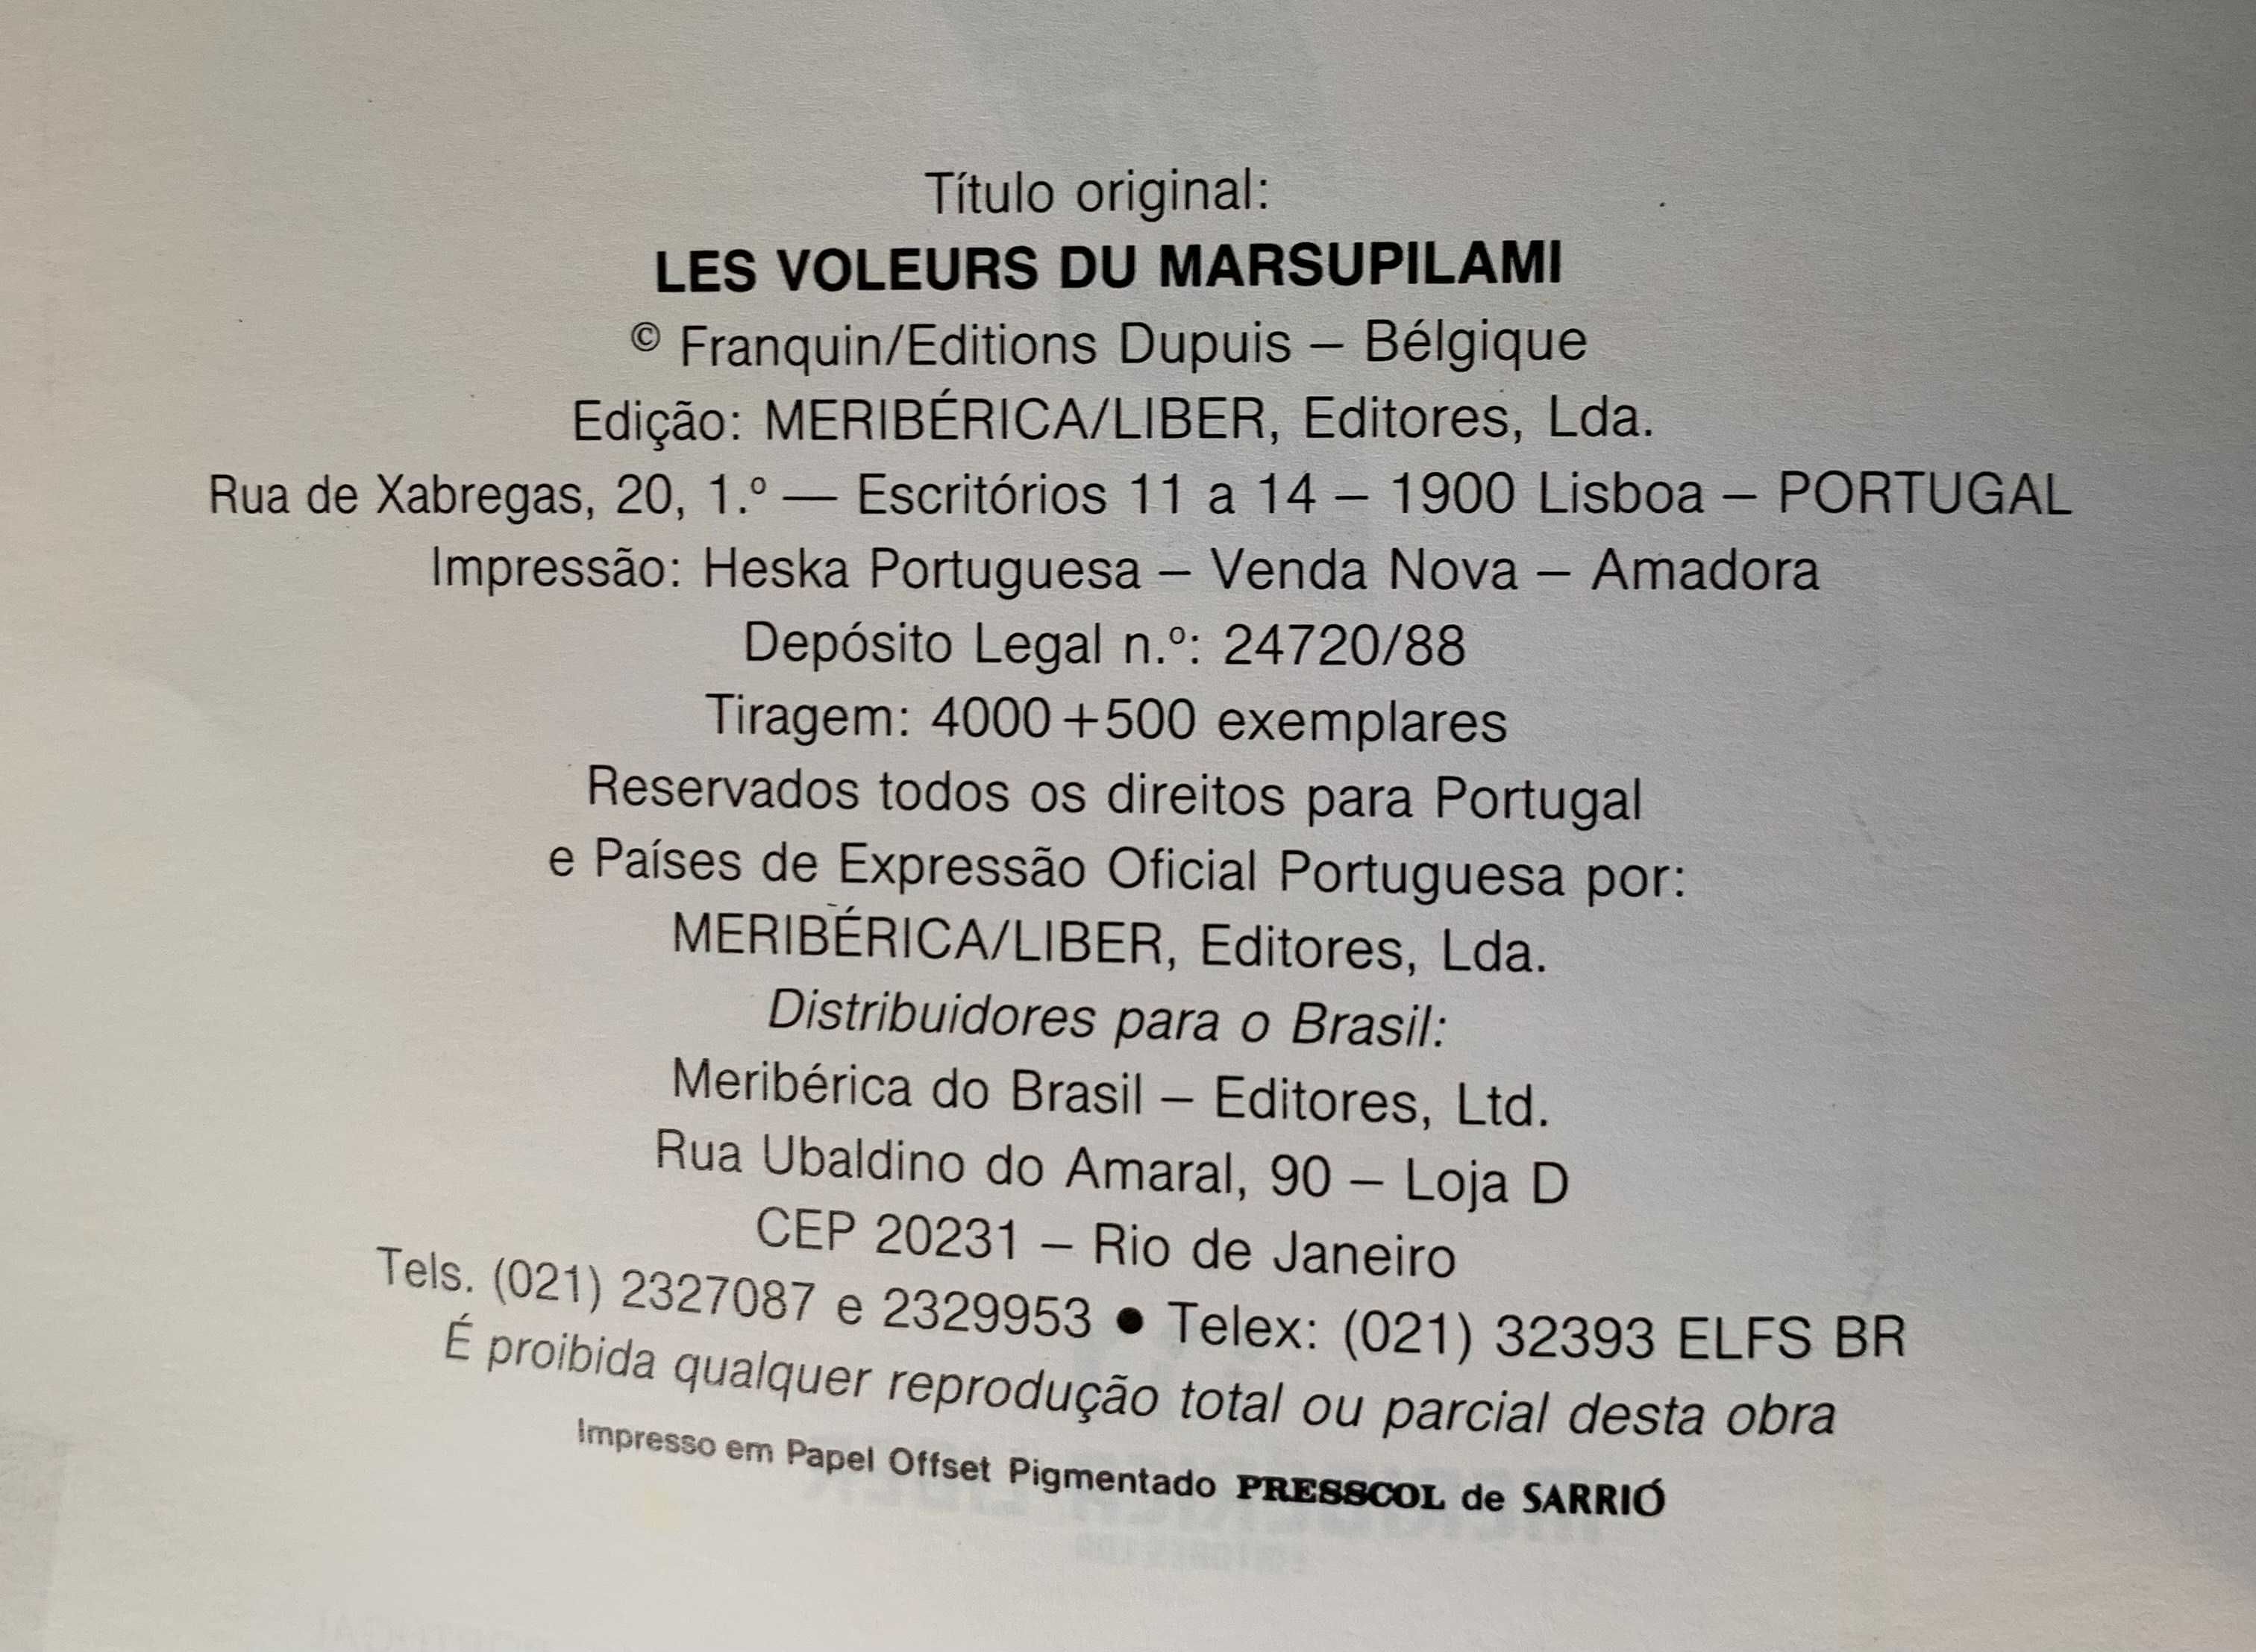 Título original:
LES VOLEURS DU MARSUPILAMI
© Franquin/Editions Dupuis – Bélgique
Edição: MERIBÉRICA/LIBER, Editores, Lda.
Rua de Xabregas, 20, 1.º — Escritórios 11 a 14 – 1900 Lisboa – PORTUGAL
Impressão: Heska Portuguesa – Venda Nova – Amadora
Depósito Legal n.º: 24720/88
Tiragem: 4000+500 exemplares
Reservados todos os direitos para Portugal
e Países de Expressão Oficial Portuguesa por:
MERIBÉRICA/LIBER, Editores, Lda.
Distribuidores para o Brasil:
Meribérica do Brasil – Editores, Ltd.
Rua Ubaldino do Amaral, 90 – Loja D
CEP 20231 – Rio de Janeiro
Tels. (021) 2327087 e 2329953 ● Telex: (021) 32393 ELFS BR
É proibida qualquer reprodução total ou parcial desta obra
Impresso em Papel Offset Pigmentado PRESSCOL de SARRIÓ